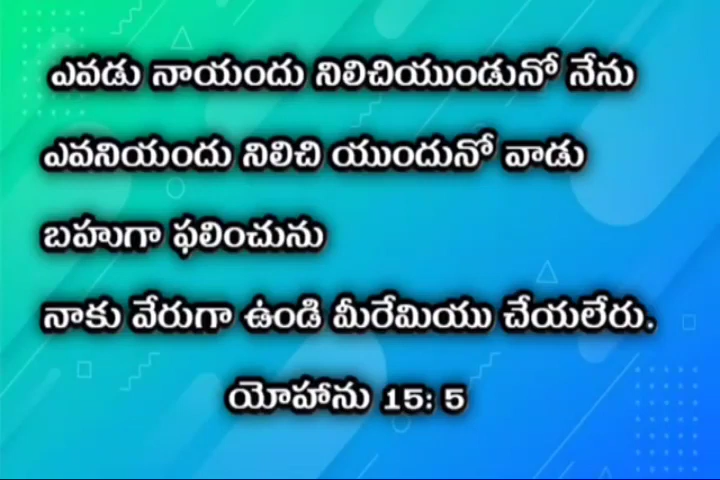 ఎవడు నాయందు నిలిచియుండునో నేను
ఎవనియందు నిలిచి యుందునో వాడు
బహుగా ఫలించును
నాకు వేరుగా ఉండి మీరేమియు చేయలేరు.
యోహాను 15: 5